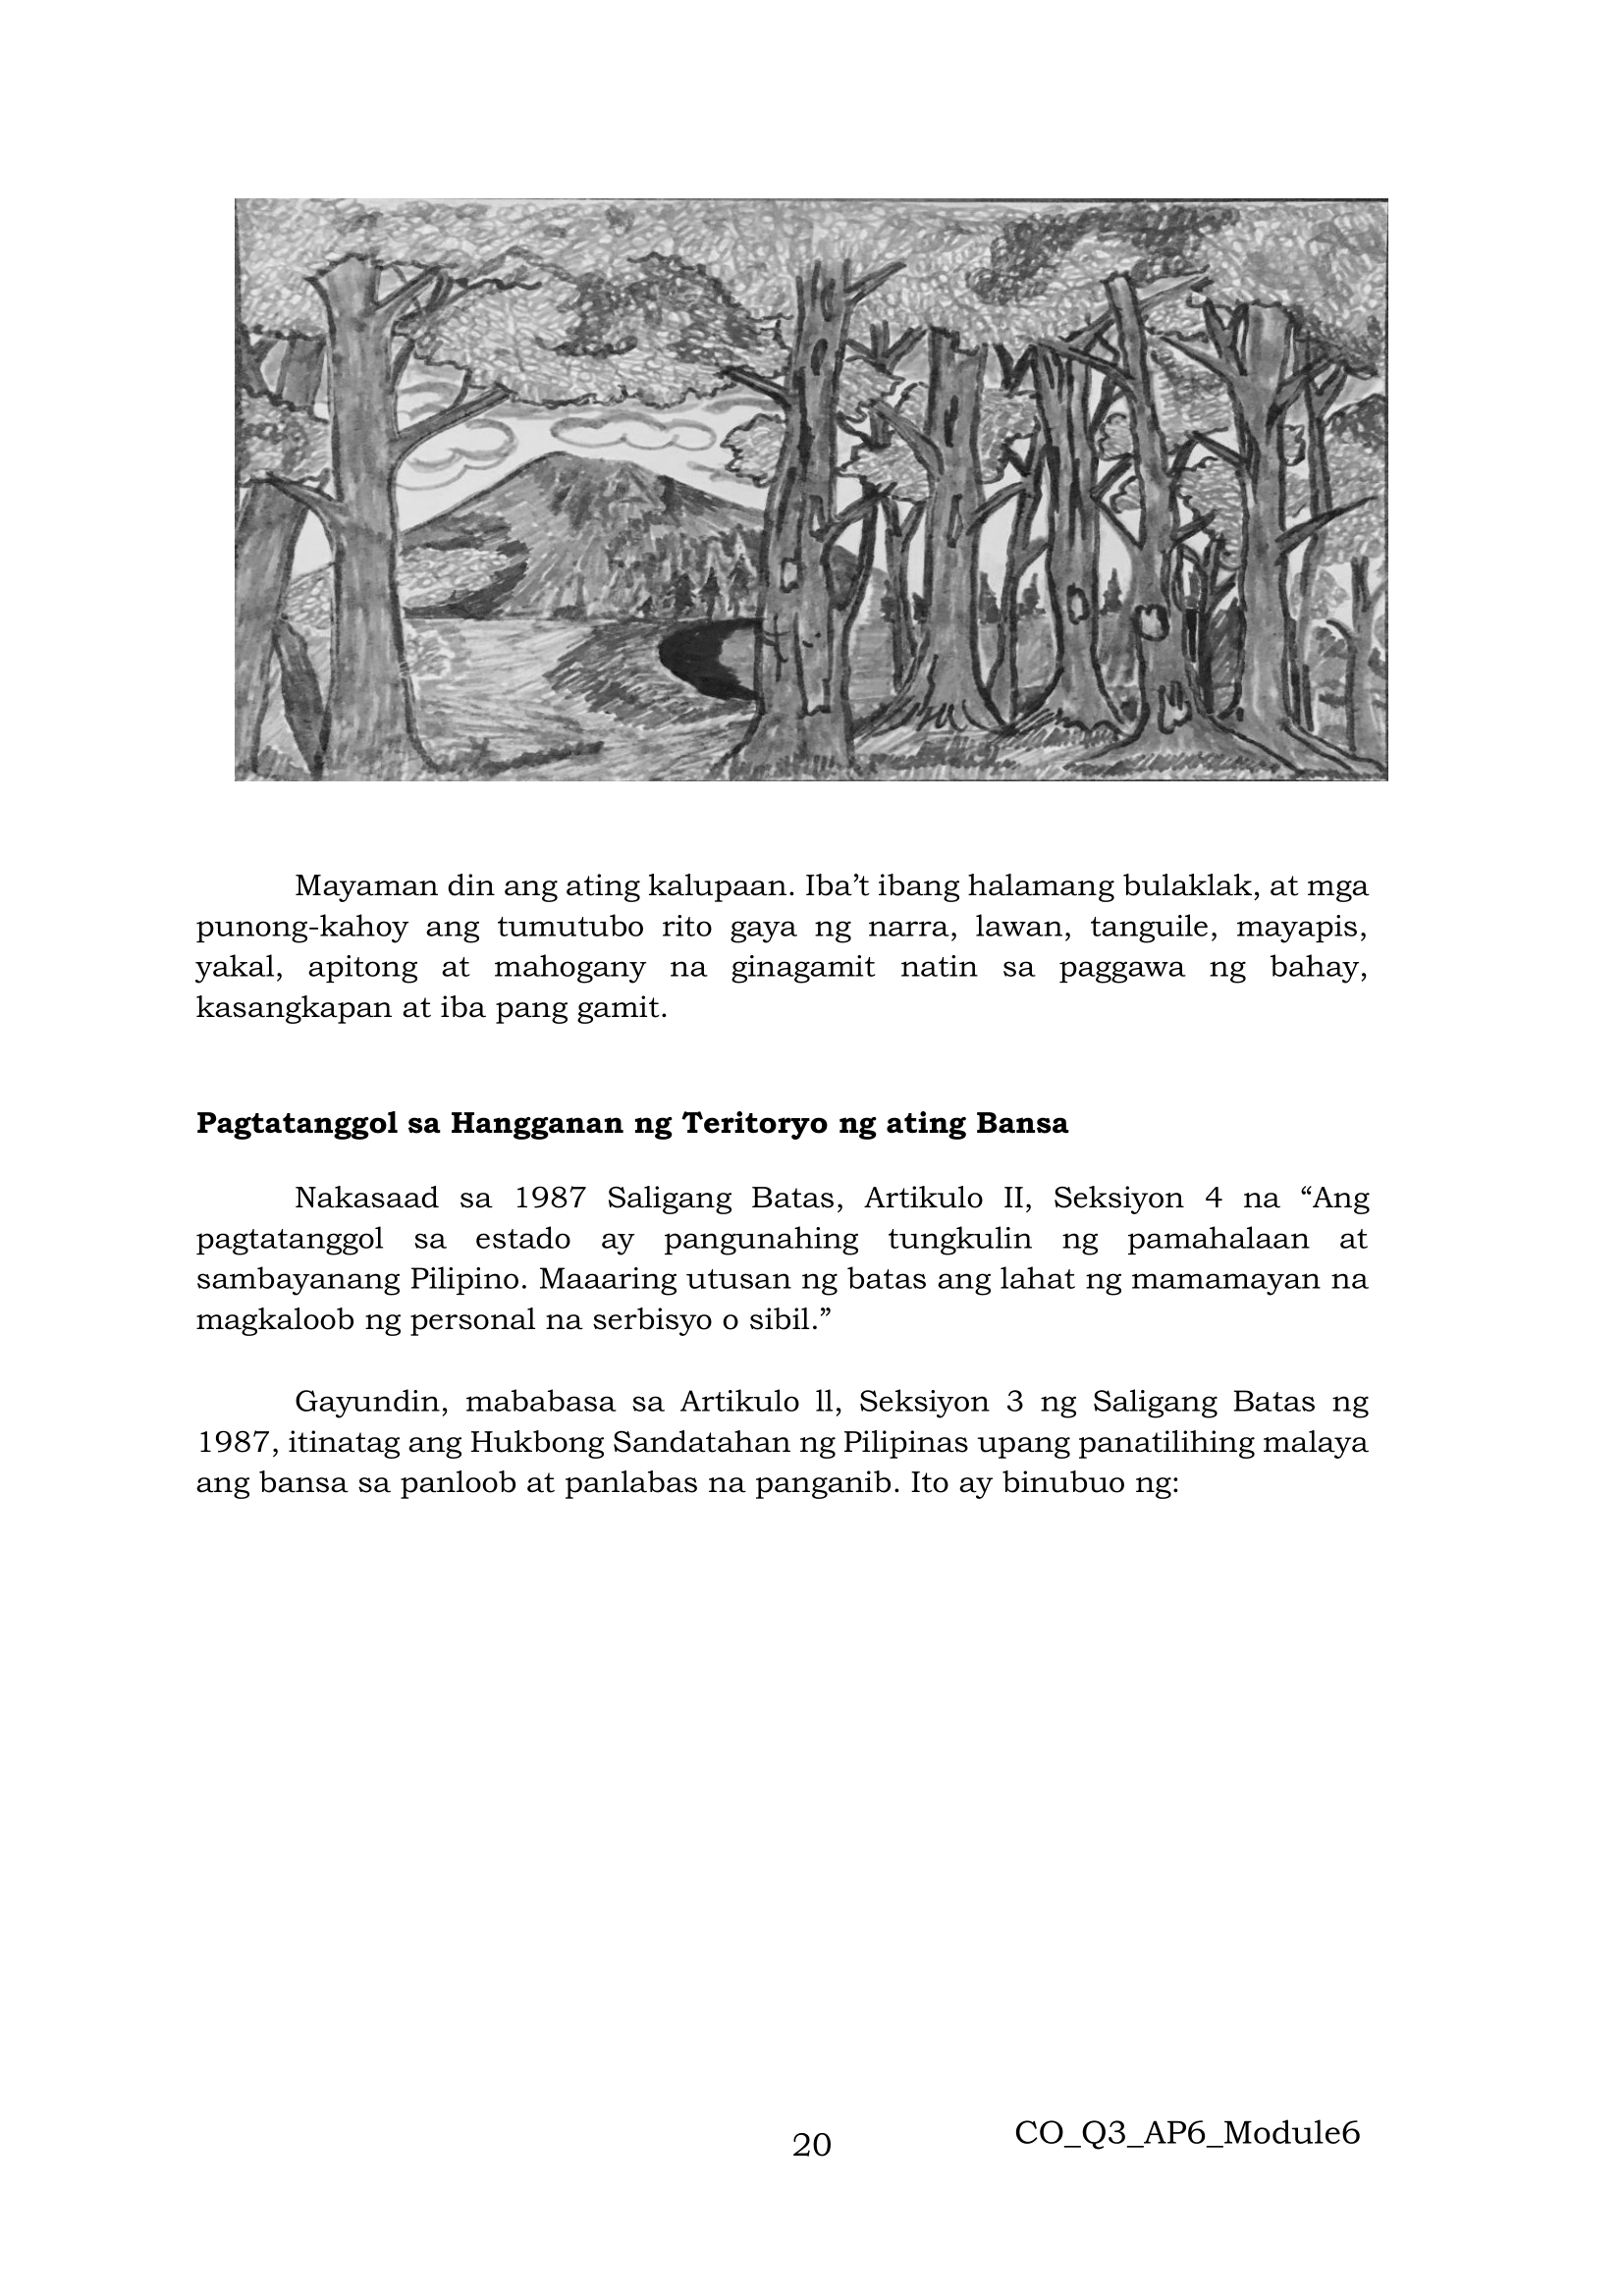 Mayaman din ang ating kalupaan. Iba’t ibang halamang bulaklak, at mga
punong-kahoy ang tumutubo rito gaya ng narra, lawan, tanguile, mayapis,
yakal, apitong at mahogany na ginagamit natin sa paggawa ng bahay,
kasangkapan at iba pang gamit.
Pagtatanggol sa Hangganan ng Teritoryo ng ating Bansa
Nakasaad sa 1987 Saligang Batas, Artikulo II, Seksiyon 4 na “Ang
pagtatanggol sa estado ay pangunahing tungkulin ng pamahalaan at
sambayanang Pilipino. Maaaring utusan ng batas ang lahat ng mamamayan na
magkaloob ng personal na serbisyo o sibil.”
Gayundin, mababasa sa Artikulo ll, Seksiyon 3 ng Saligang Batas ng
1987, itinatag ang Hukbong Sandatahan ng Pilipinas upang panatilihing malaya
ang bansa sa panloob at panlabas na panganib. Ito ay binubuo ng:
20
CO_Q3_AP6_Module6